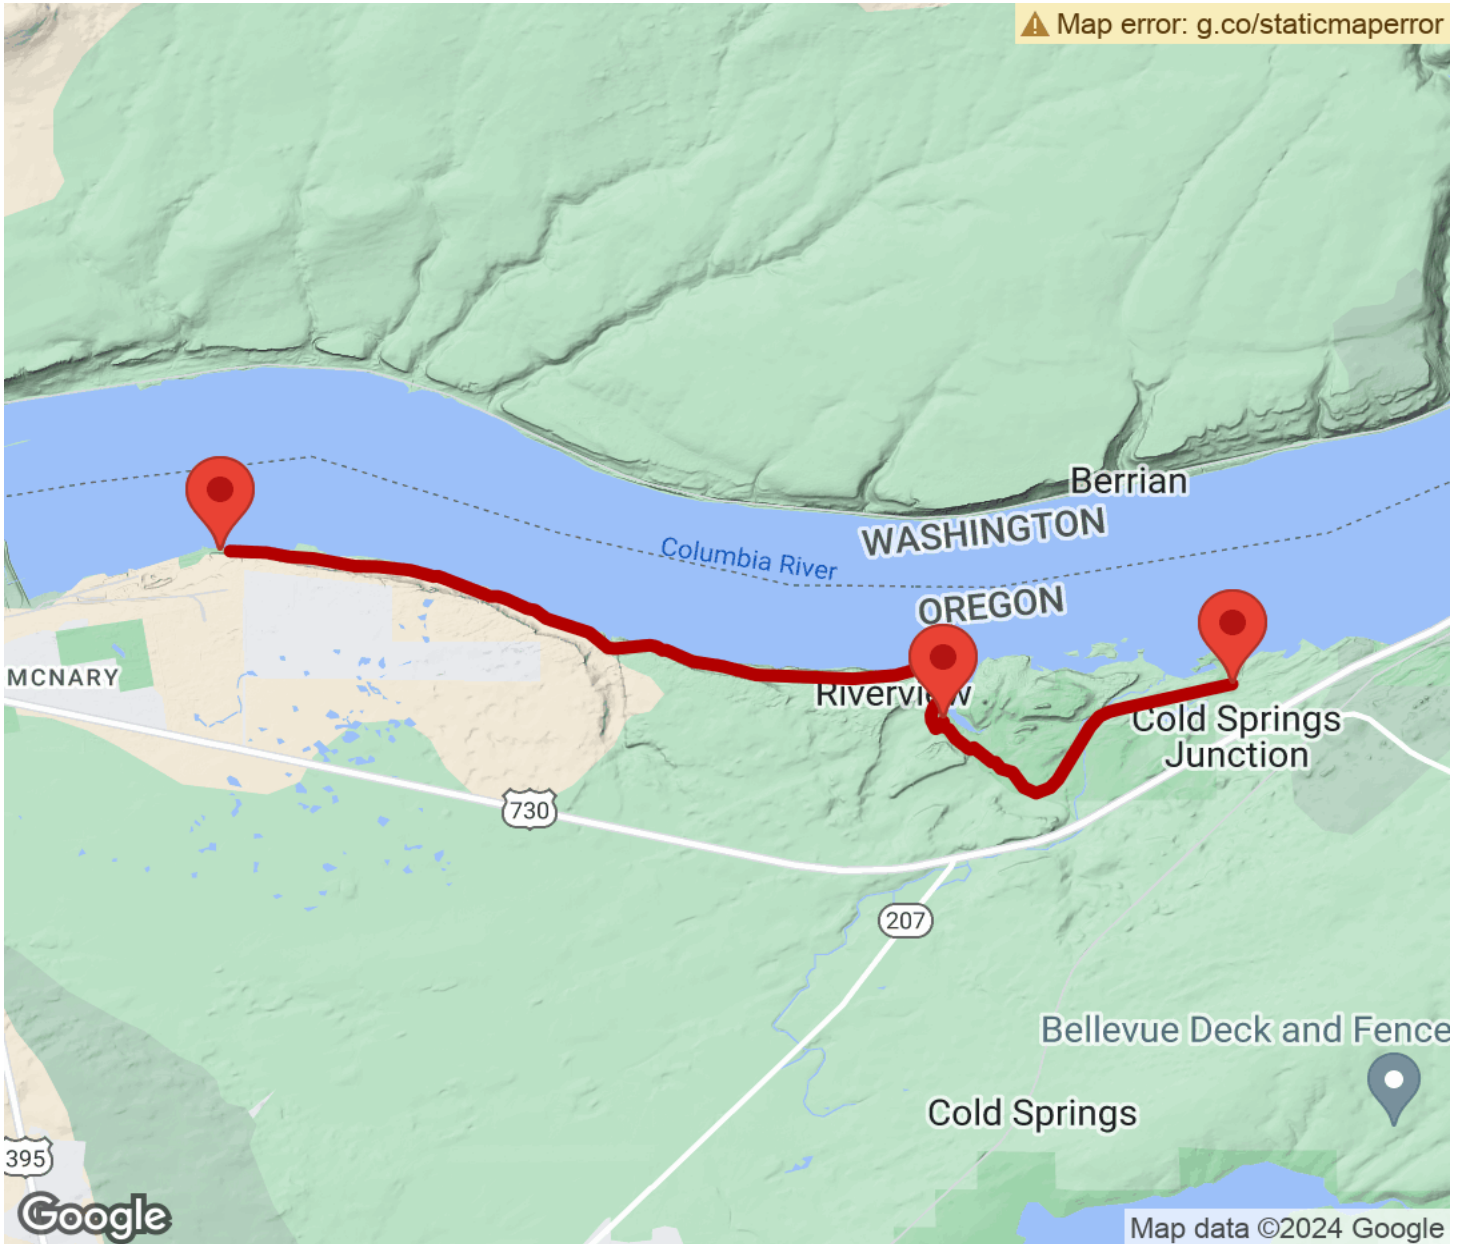 Map error: g.co/staticmaperror
Berrian
WASHINGTON
Columbia River
OREGON
MCNARY
Riverview
Cold Springs
Junction
730
207
Bellevue Deck and Fence
Cold Springs
395
Google
Map data ©2024 Google